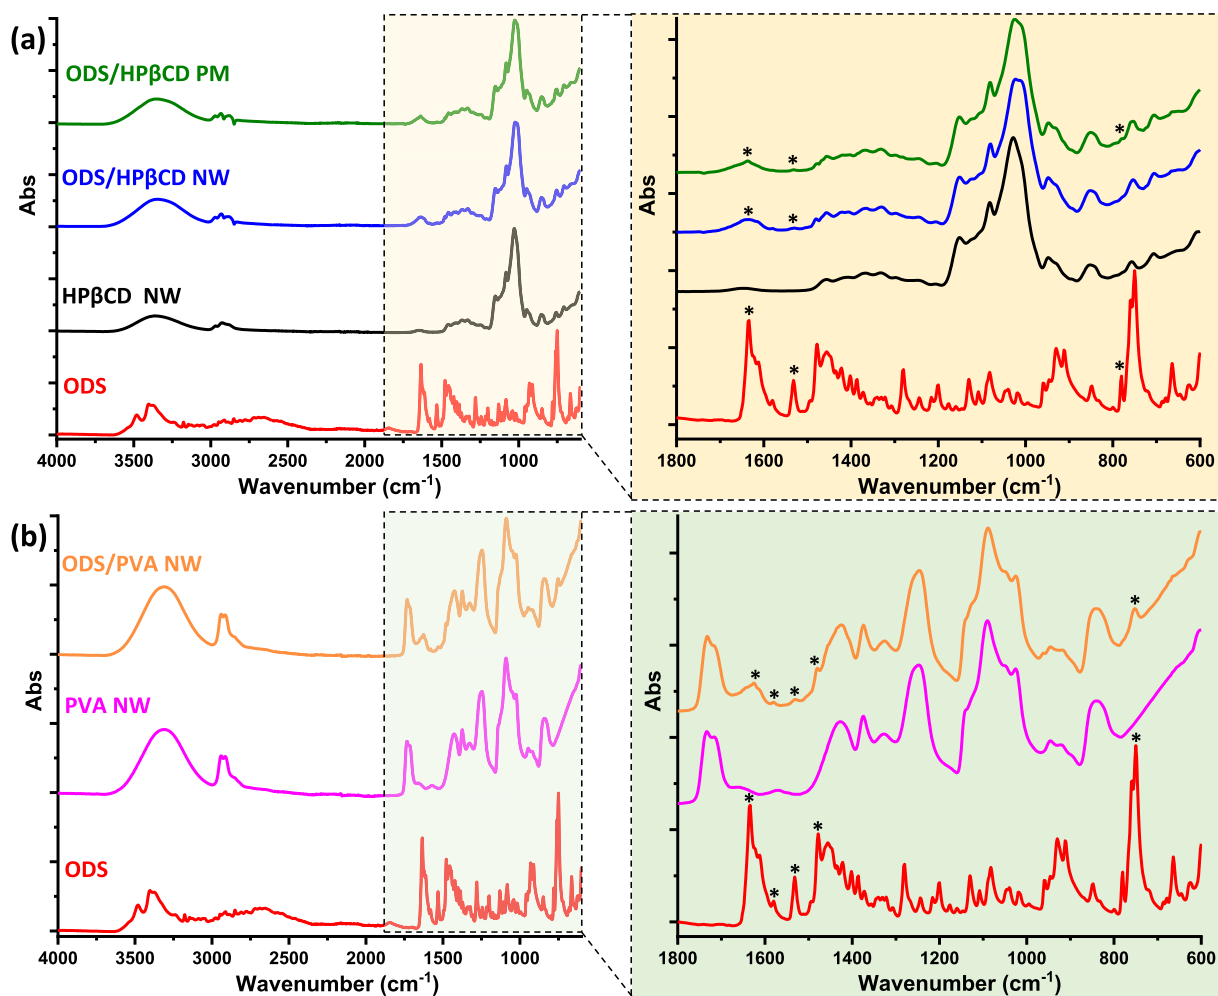 (a)
ODS/HPβCD PM
ODS/HPβCD NW
HPβCD NW
ODS
Abs
4000 3500 3000 2500 2000 1500 1000
Wavenumber (cm-1)
Abs
* * *
* *
* * *
1800 1600 1400 1200 1000 800 600
Wavenumber (cm-1)
(b)
ODS/PVA NW
PVA NW
ODS
Abs
4000 3500 3000 2500 2000 1500 1000
Wavenumber (cm-1)
Abs
* * * * *
* * * * *
1800 1600 1400 1200 1000 800 600
Wavenumber (cm-1)